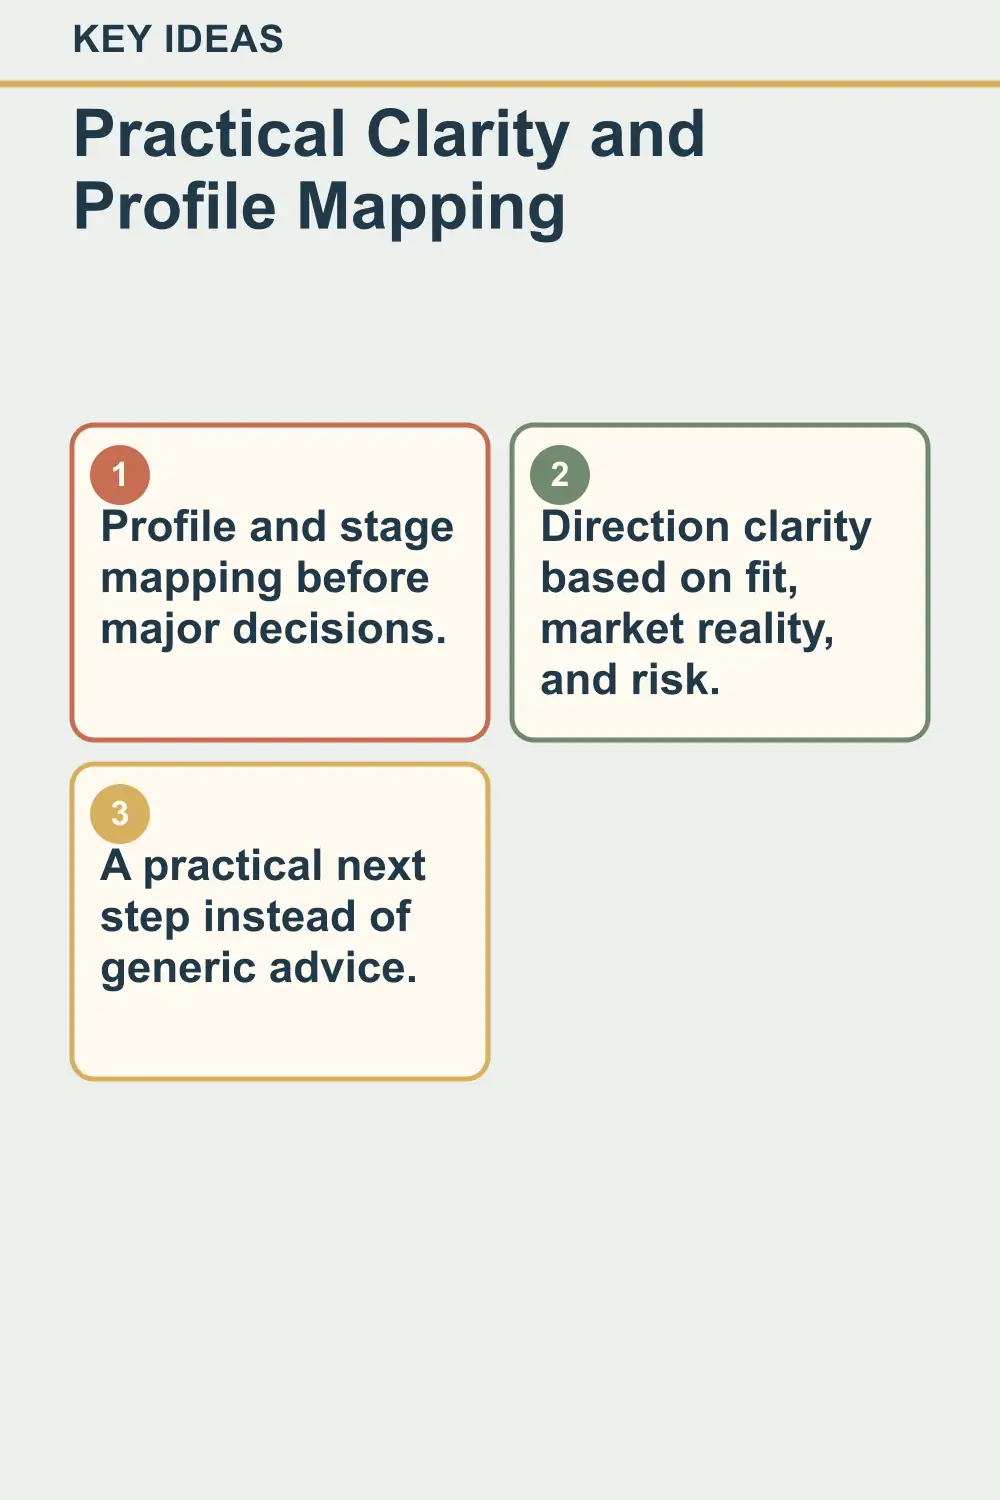 KEY IDEAS
Practical Clarity and
Profile Mapping
1
Profile and stage
mapping before
major decisions.
2
Direction clarity
based on fit,
market reality,
and risk.
3
A practical next
step instead of
generic advice.